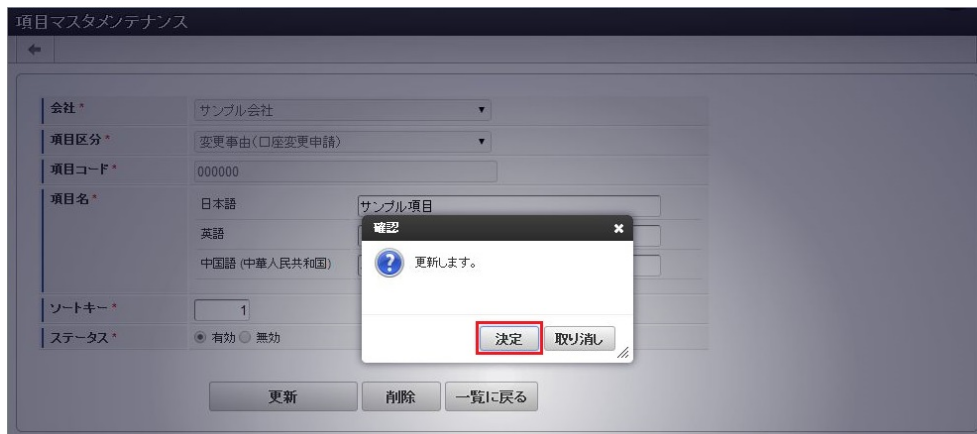 項目マスタメンテナンス
会社 * サンプル会社
項目区分 * 変更事由(口座変更申請)
項目コード * 000000
項目名 * 日本語 サンプル項目
英語
中国語 (中華人民共和国)
確認
更新します。
決定 取り消し
ソートキー * 1
ステータス * 有効 無効
更新 削除 一覧に戻る